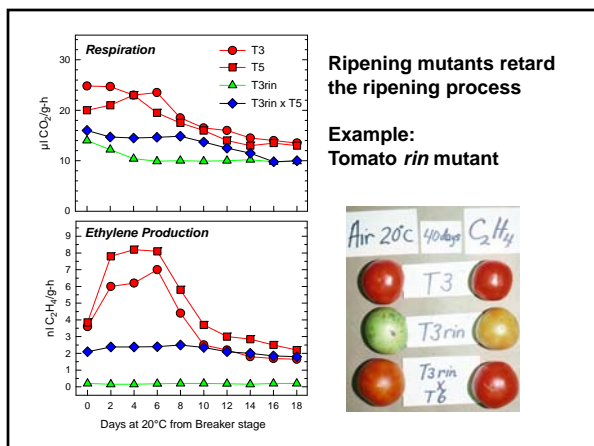 Respiration
T3
T5
T3rin
T3rin x T5
µl CO₂/g-h
30
20
10
0
Ethylene Production
nl C₂H₄/g-h
9
8
7
6
5
4
3
2
1
0
0 2 4 6 8 10 12 14 16 18
Days at 20°C from Breaker stage
Ripening mutants retard
the ripening process
Example:
Tomato rin mutant
Air 20°C 40days C₂H₄
T3
T3rin
T3rin
x
T6